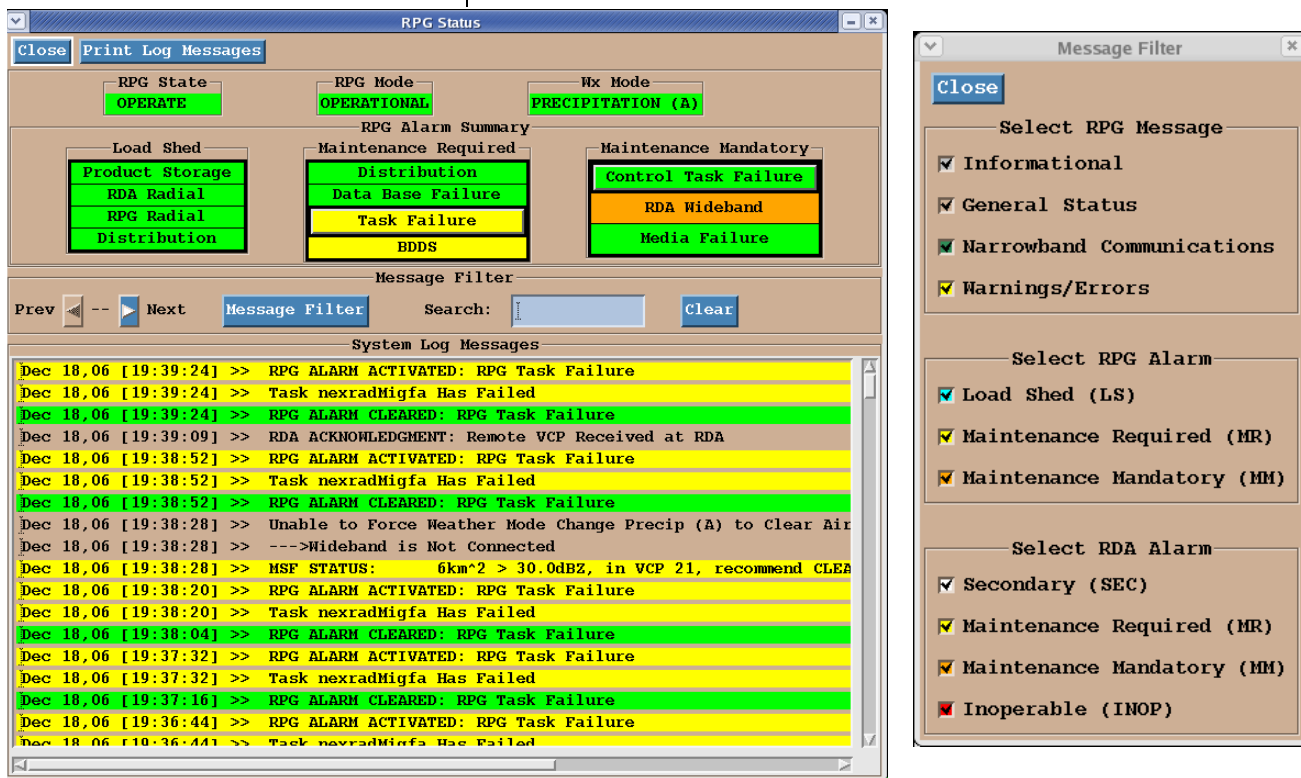 RPG Status
Close Print Log Messages
RPG State RPG Mode Wx Mode
OPERATE OPERATIONAL PRECIPITATION (A)
RPG Alarm Summary
Load Shed Maintenance Required Maintenance Mandatory
Product Storage Distribution Control Task Failure
RDA Radial Data Base Failure RDA Wideband
RPG Radial Task Failure Media Failure
Distribution BDDS
Message Filter
Prev -- Next Message Filter Search: Clear
System Log Messages
Dec 18,06 [19:39:24] >> RPG ALARM ACTIVATED: RPG Task Failure
Dec 18,06 [19:39:24] >> Task nexradMigfa Has Failed
Dec 18,06 [19:39:24] >> RPG ALARM CLEARED: RPG Task Failure
Dec 18,06 [19:39:09] >> RDA ACKNOWLEDGMENT: Remote VCP Received at RDA
Dec 18,06 [19:38:52] >> RPG ALARM ACTIVATED: RPG Task Failure
Dec 18,06 [19:38:52] >> Task nexradMigfa Has Failed
Dec 18,06 [19:38:52] >> RPG ALARM CLEARED: RPG Task Failure
Dec 18,06 [19:38:28] >> Unable to Force Weather Mode Change Precip (A) to Clear Air
Dec 18,06 [19:38:28] >> --->Wideband is Not Connected
Dec 18,06 [19:38:28] >> MSF STATUS: 6km^2 > 30.0dBZ, in VCP 21, recommend CLEA
Dec 18,06 [19:38:20] >> RPG ALARM ACTIVATED: RPG Task Failure
Dec 18,06 [19:38:20] >> Task nexradMigfa Has Failed
Dec 18,06 [19:38:04] >> RPG ALARM CLEARED: RPG Task Failure
Dec 18,06 [19:37:32] >> RPG ALARM ACTIVATED: RPG Task Failure
Dec 18,06 [19:37:32] >> Task nexradMigfa Has Failed
Dec 18,06 [19:37:16] >> RPG ALARM CLEARED: RPG Task Failure
Dec 18,06 [19:36:44] >> RPG ALARM ACTIVATED: RPG Task Failure
Dec 18,06 [19:36:44] >> Task nexradMigfa Has Failed
Message Filter
Close
Select RPG Message
Informational
General Status
Narrowband Communications
Warnings/Errors
Select RPG Alarm
Load Shed (LS)
Maintenance Required (MR)
Maintenance Mandatory (MM)
Select RDA Alarm
Secondary (SEC)
Maintenance Required (MR)
Maintenance Mandatory (MM)
Inoperable (INOP)